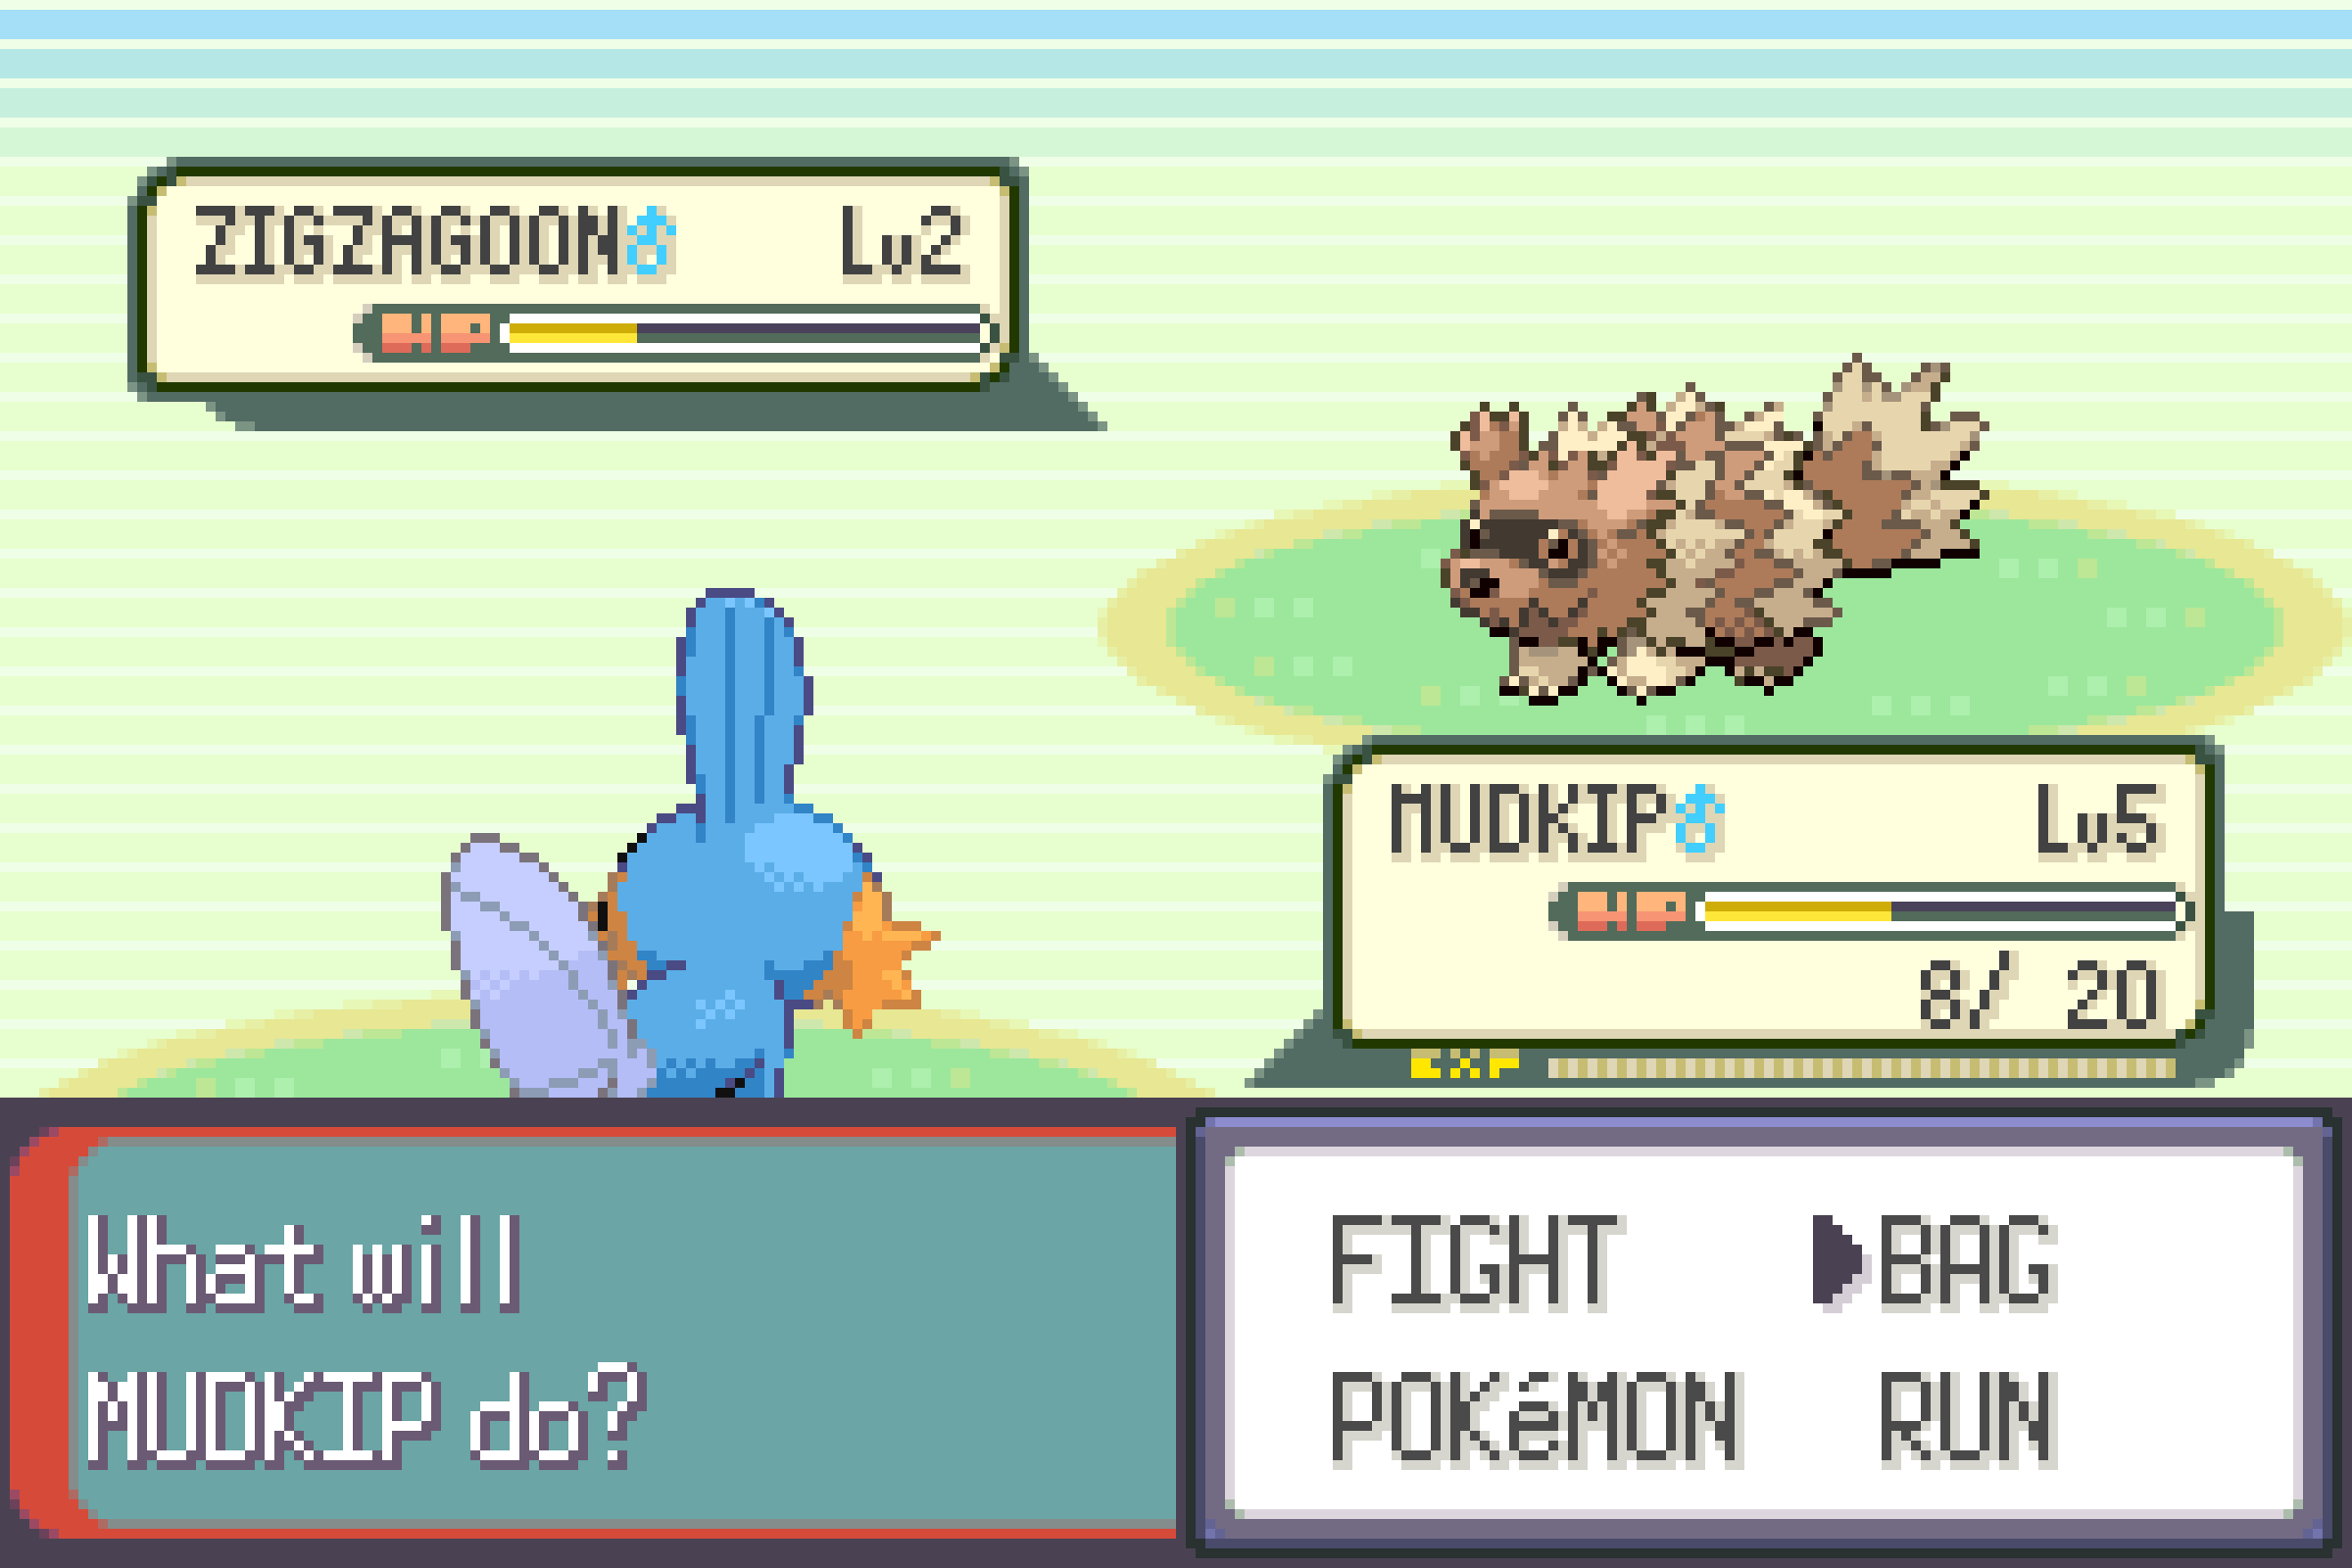 ZIGZAGOON♂ Lv2
HP
MUDKIP♂ Lv5
HP
8/ 20
EXP
What will
MUDKIP do?
FIGHT ▶BAG
POKéMON RUN